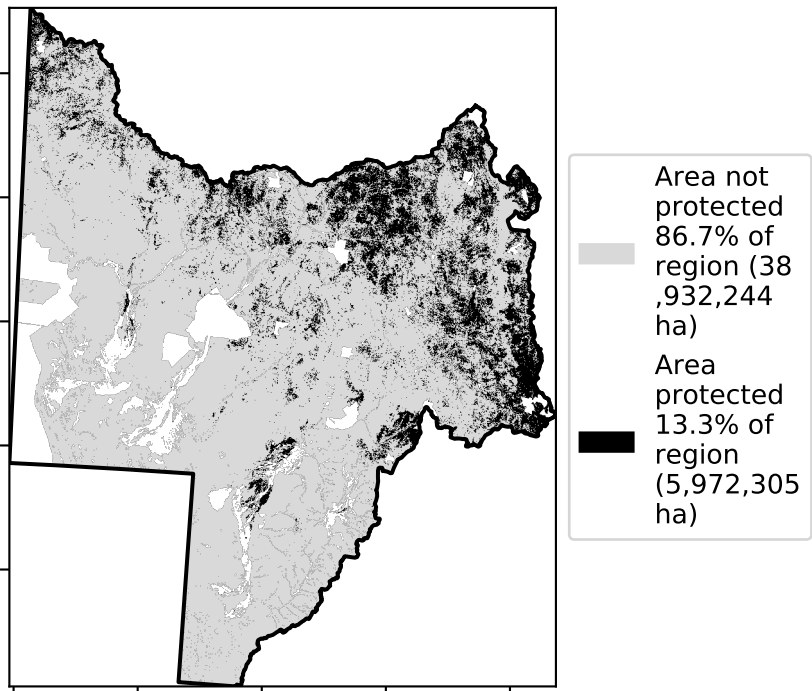 Area not
protected
86.7% of
region (38
,932,244
ha)
Area
protected
13.3% of
region
(5,972,305
ha)